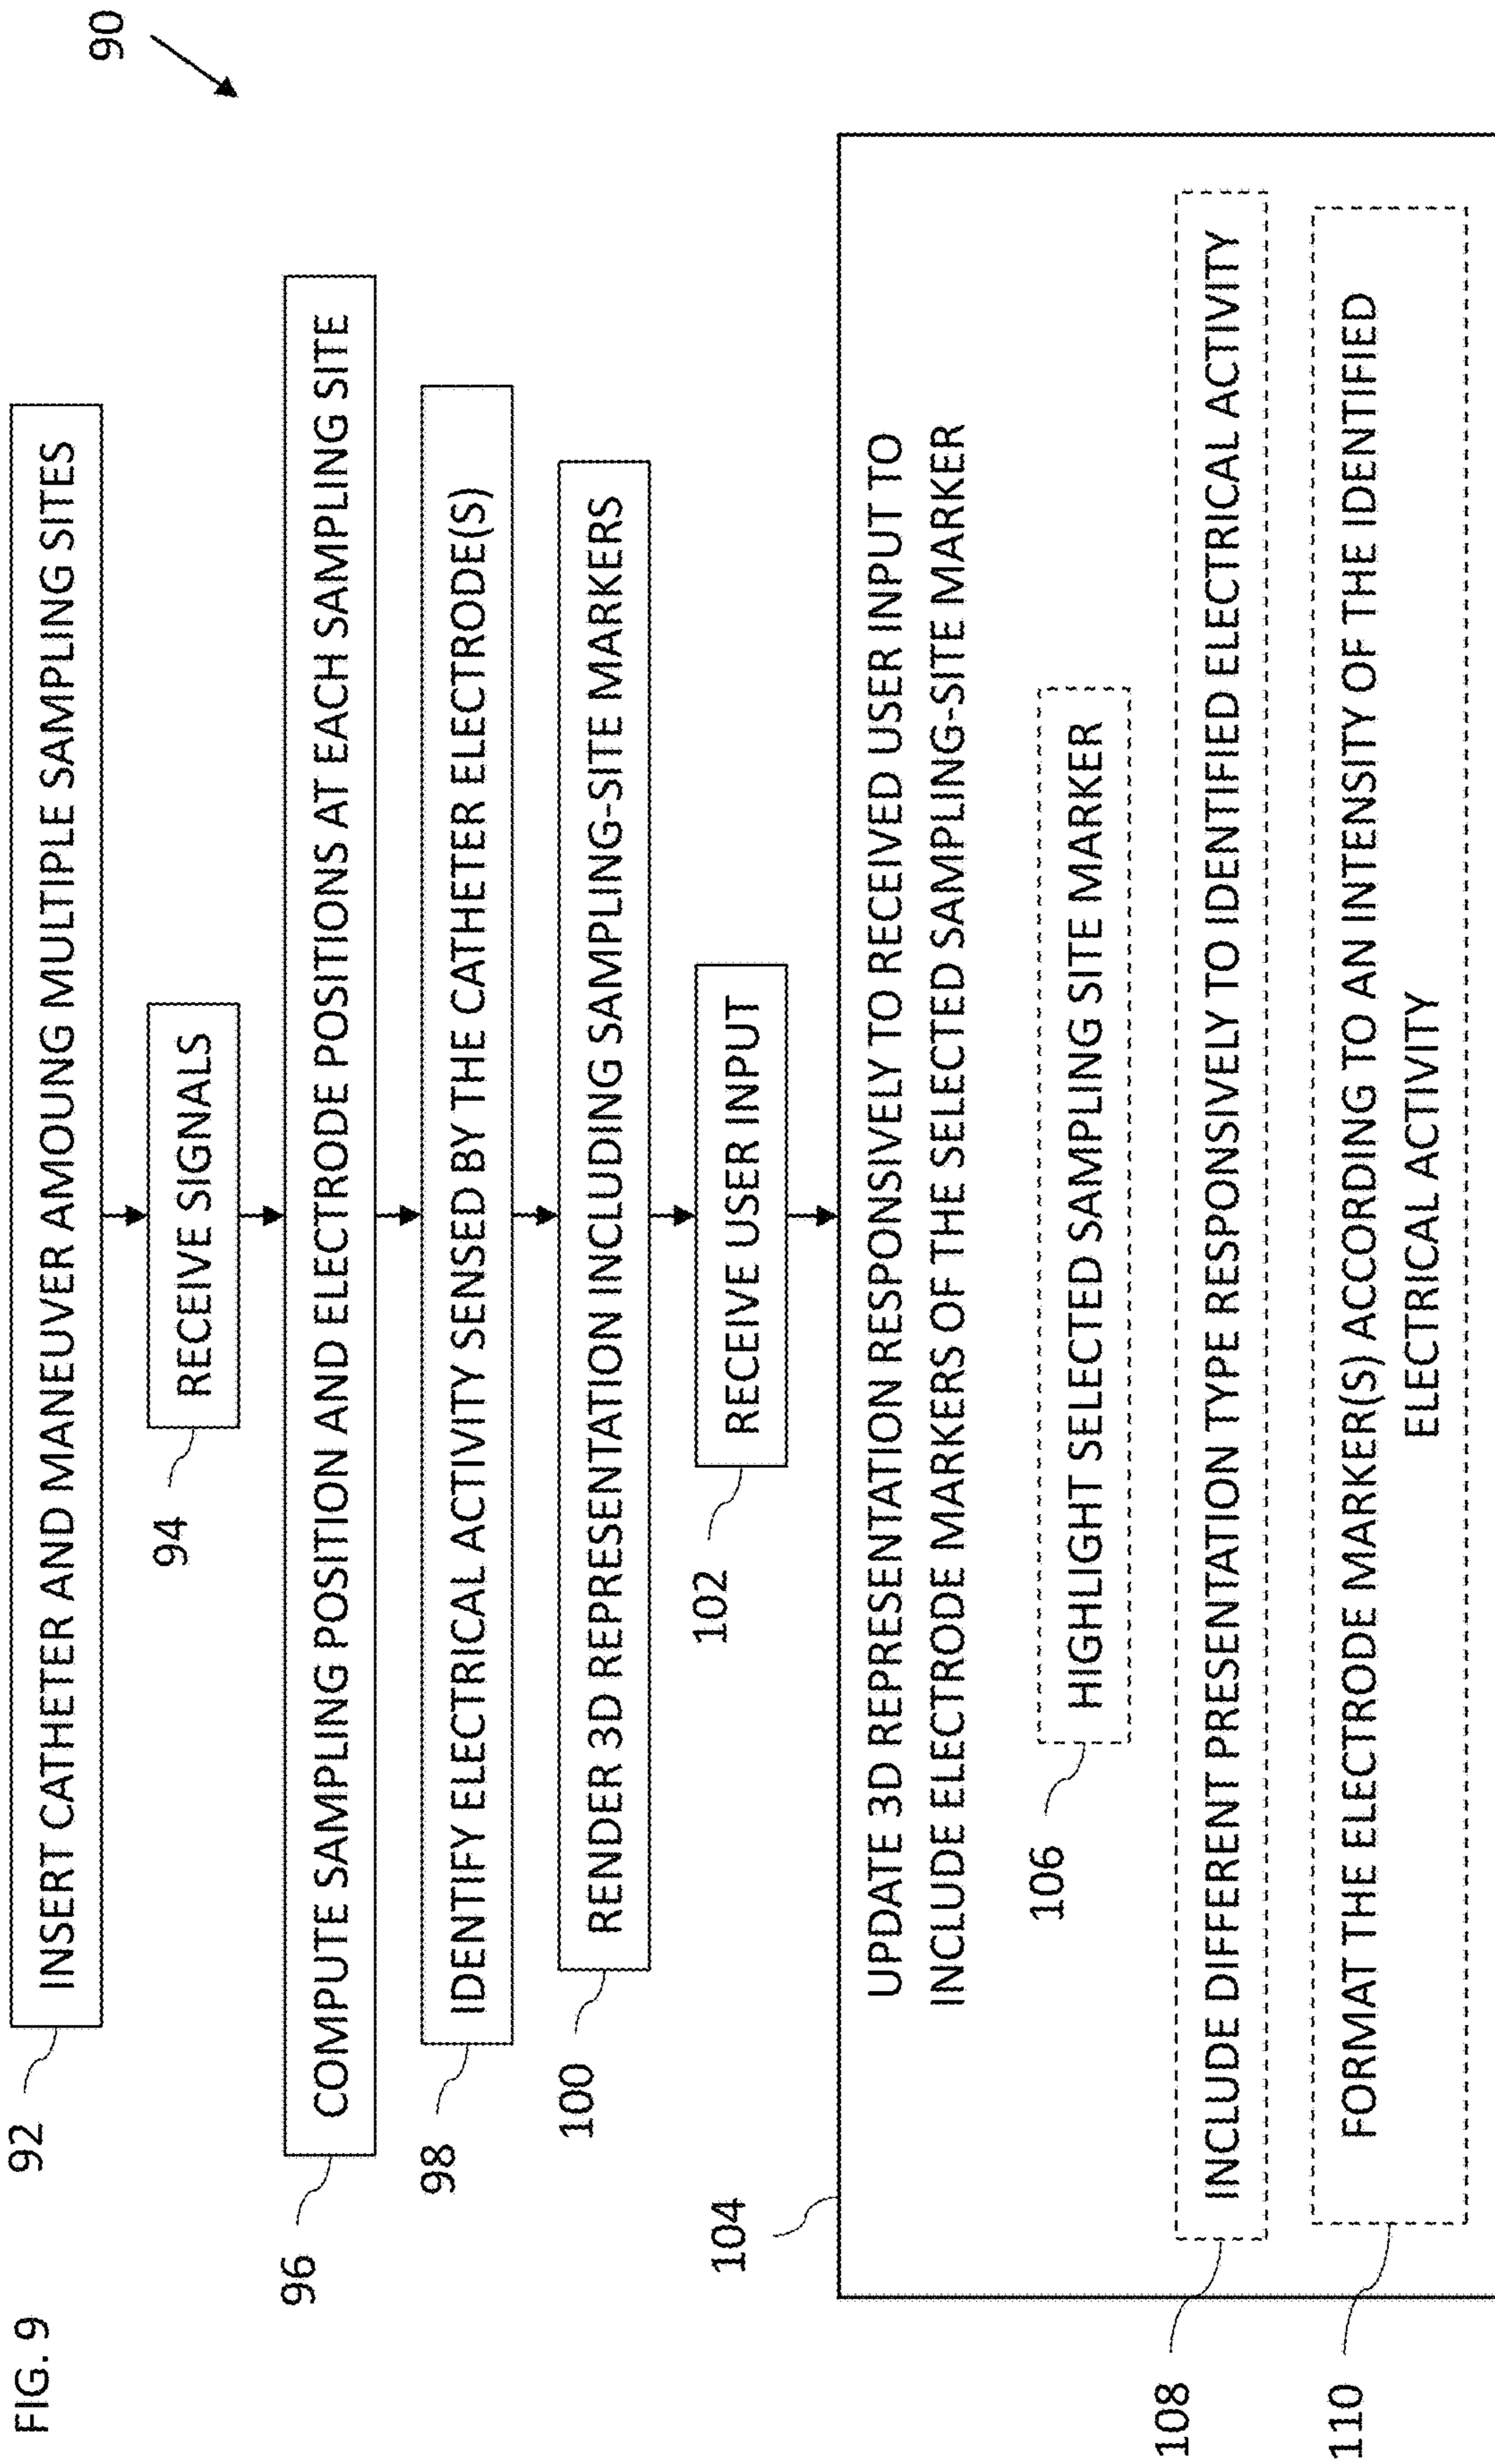 FIG. 9
90
92
INSERT CATHETER AND MANEUVER AMOUNG MULTIPLE SAMPLING SITES
94
RECEIVE SIGNALS
96
COMPUTE SAMPLING POSITION AND ELECTRODE POSITIONS AT EACH SAMPLING SITE
98
IDENTIFY ELECTRICAL ACTIVITY SENSED BY THE CATHETER ELECTRODE(S)
100
RENDER 3D REPRESENTATION INCLUDING SAMPLING-SITE MARKERS
102
RECEIVE USER INPUT
104
UPDATE 3D REPRESENTATION RESPONSIVELY TO RECEIVED USER INPUT TO
INCLUDE ELECTRODE MARKERS OF THE SELECTED SAMPLING-SITE MARKER
106
HIGHLIGHT SELECTED SAMPLING SITE MARKER
108
INCLUDE DIFFERENT PRESENTATION TYPE RESPONSIVELY TO IDENTIFIED ELECTRICAL ACTIVITY
110
FORMAT THE ELECTRODE MARKER(S) ACCORDING TO AN INTENSITY OF THE IDENTIFIED
ELECTRICAL ACTIVITY